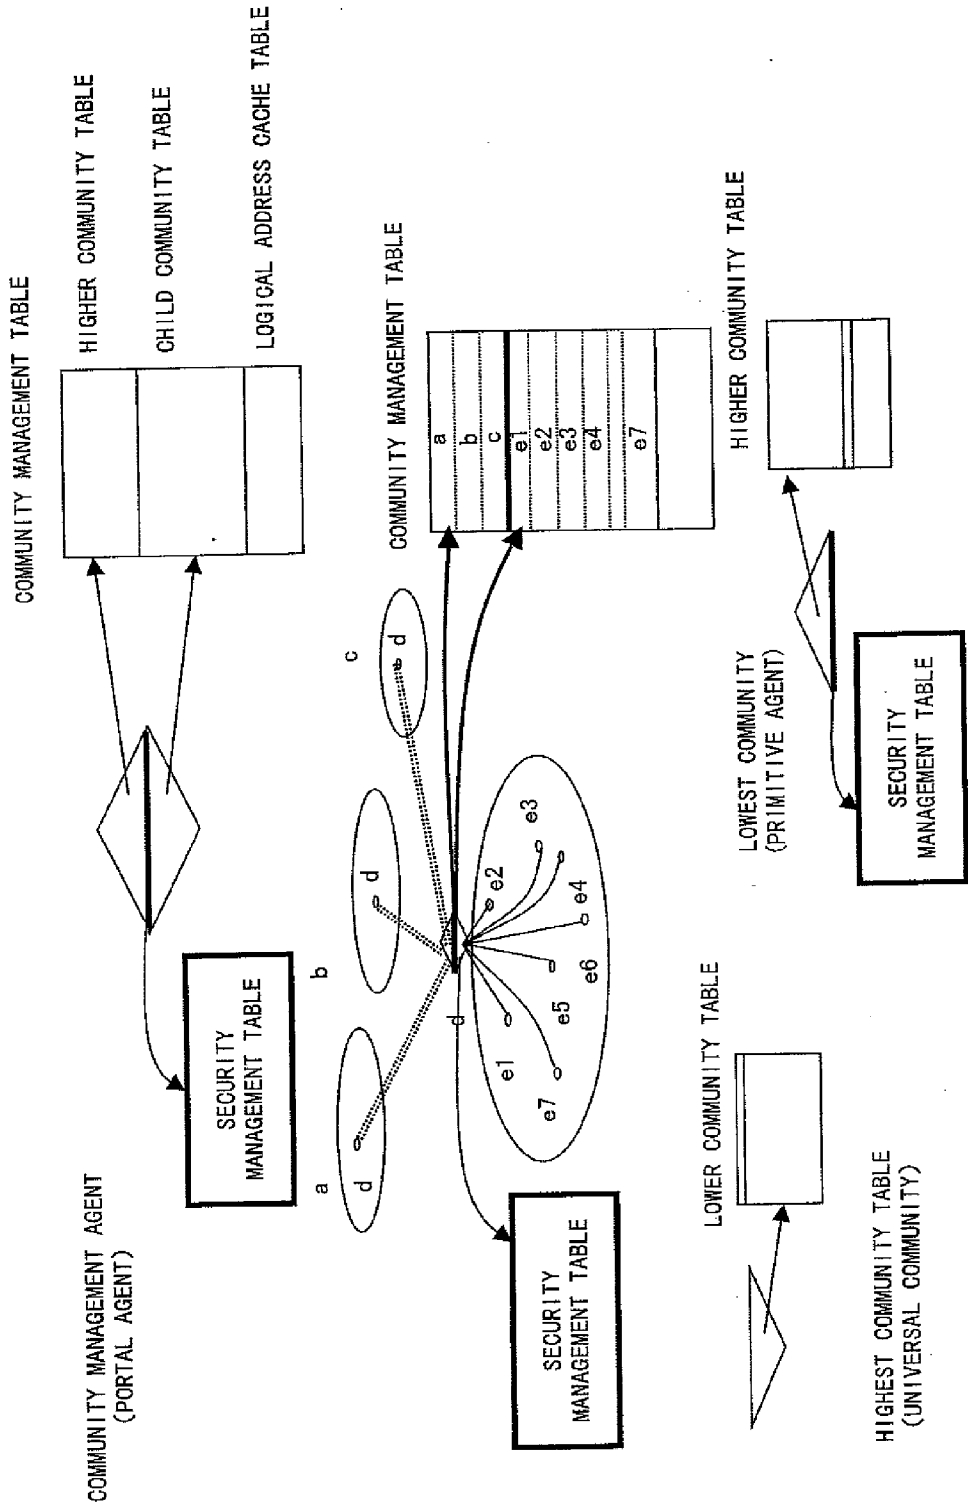 COMMUNITY MANAGEMENT AGENT
(PORTAL AGENT)
SECURITY
MANAGEMENT TABLE
COMMUNITY MANAGEMENT TABLE
HIGHER COMMUNITY TABLE
CHILD COMMUNITY TABLE
LOGICAL ADDRESS CACHE TABLE
a
d
b
d
c
d
d
e1
e2
e3
e4
e5
e6
e7
SECURITY
MANAGEMENT TABLE
COMMUNITY MANAGEMENT TABLE
a
b
c
e1
e2
e3
e4
e7
LOWER COMMUNITY TABLE
HIGHEST COMMUNITY TABLE
(UNIVERSAL COMMUNITY)
LOWEST COMMUNITY
(PRIMITIVE AGENT)
SECURITY
MANAGEMENT TABLE
HIGHER COMMUNITY TABLE